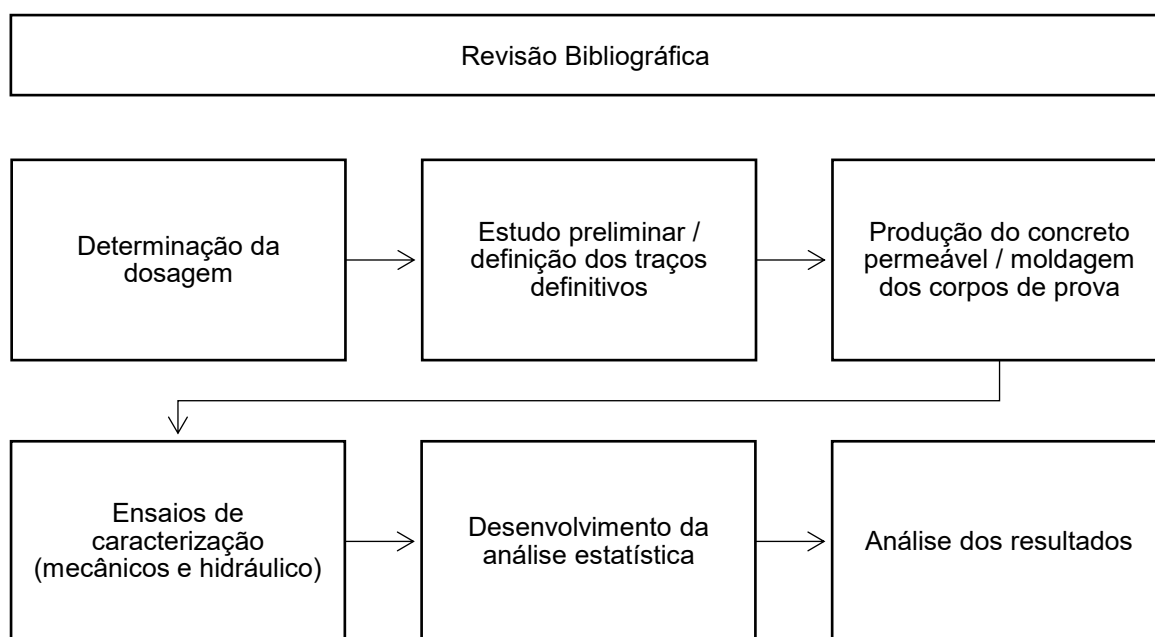 Revisão Bibliográfica
Determinação da
dosagem
Estudo preliminar /
definição dos traços
definitivos
Produção do concreto
permeável / moldagem
dos corpos de prova
Ensaios de
caracterização
(mecânicos e hidráulico)
Desenvolvimento da
análise estatística
Análise dos resultados